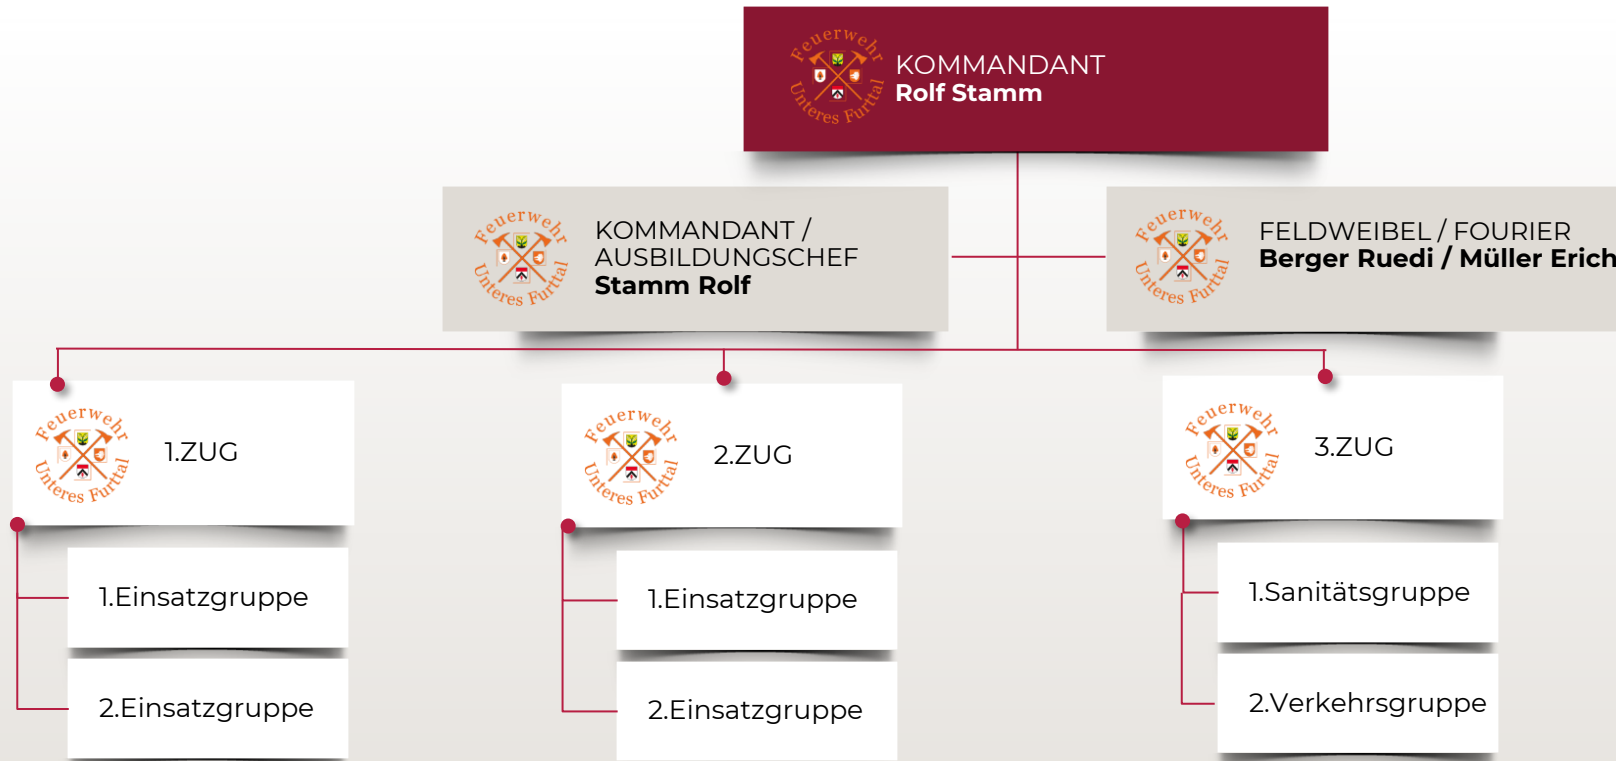 Feuerwehr
Unteres Furttal
KOMMANDANT
Rolf Stamm
Feuerwehr
Unteres Furttal
KOMMANDANT /
AUSBILDUNGSCHEF
Stamm Rolf
Feuerwehr
Unteres Furttal
FELDWEIBEL / FOURIER
Berger Ruedi / Müller Erich
Feuerwehr
Unteres Furttal
1.ZUG
1.Einsatzgruppe
2.Einsatzgruppe
Feuerwehr
Unteres Furttal
2.ZUG
1.Einsatzgruppe
2.Einsatzgruppe
Feuerwehr
Unteres Furttal
3.ZUG
1.Sanitätsgruppe
2.Verkehrsgruppe